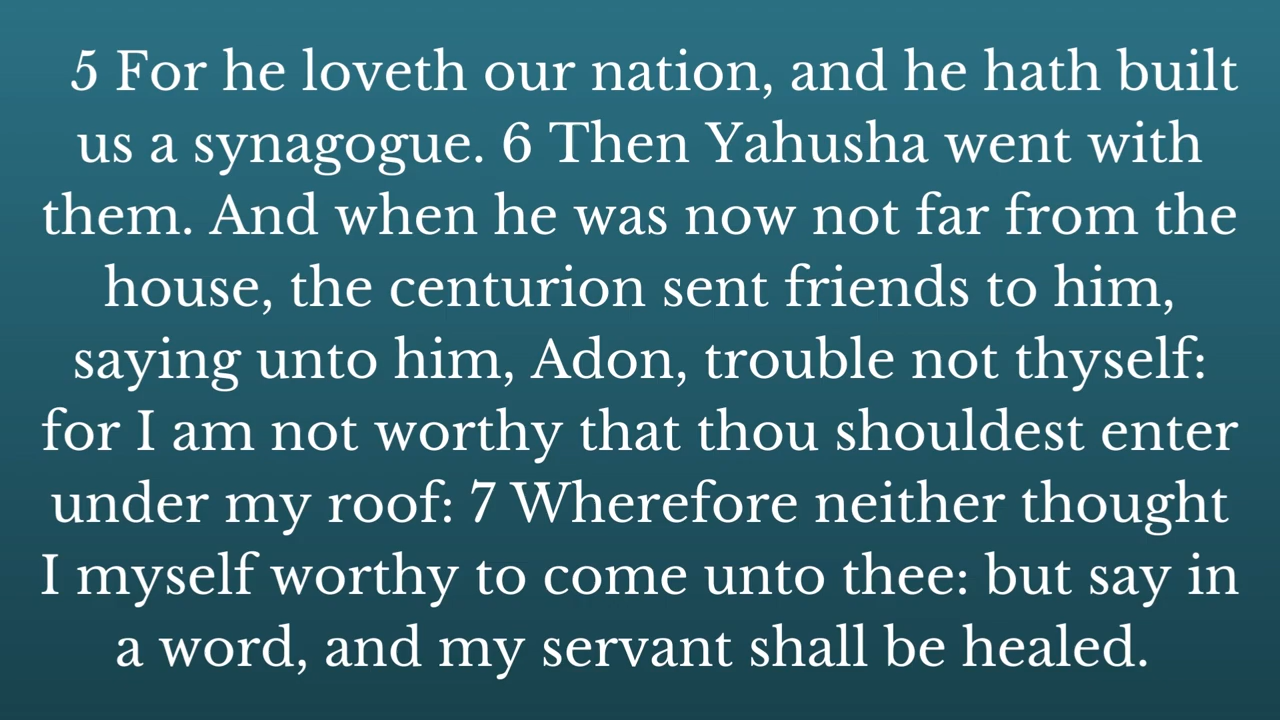 5 For he loveth our nation, and he hath built
us a synagogue. 6 Then Yahusha went with
them. And when he was now not far from the
house, the centurion sent friends to him,
saying unto him, Adon, trouble not thyself:
for I am not worthy that thou shouldest enter
under my roof: 7 Wherefore neither thought
I myself worthy to come unto thee: but say in
a word, and my servant shall be healed.